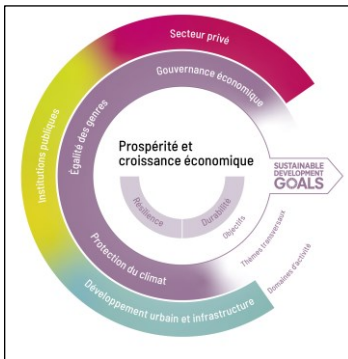 Secteur privé
Gouvernance économique
Institutions publiques
Égalité des genres
Prospérité et
croissance économique
SUSTAINABLE
DEVELOPMENT
GOALS
Résilience
Durabilité
Objectifs
Thèmes transversaux
Domaines d'activité
Protection du climat
Développement urbain et infrastructure